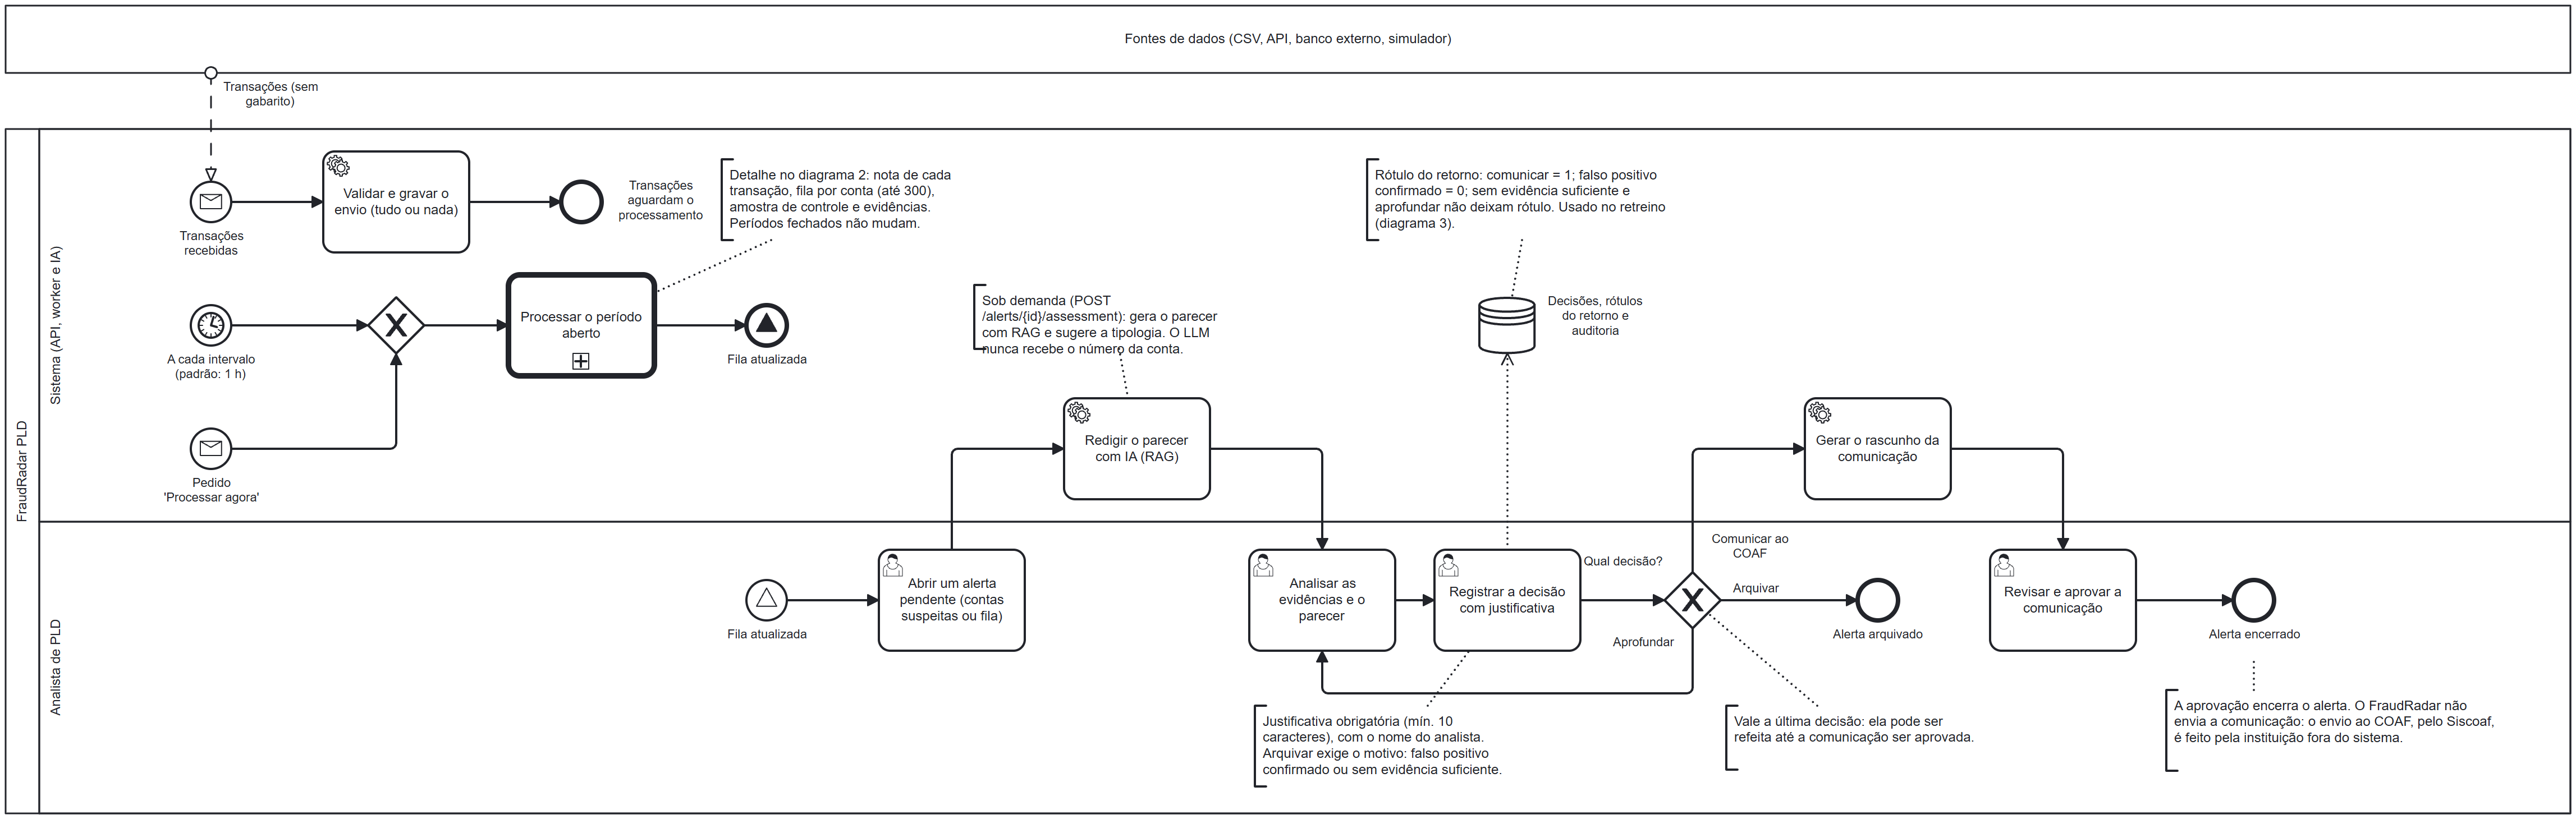 Fontes de dados (CSV, API, banco externo, simulador)
Transações (sem
gabarito)
FraudRadar PLD
Sistema (API, worker e IA)
Transações
recebidas
Validar e gravar o
envio (tudo ou nada)
Transações
aguardam o
processamento
Detalhe no diagrama 2: nota de cada
transação, fila por conta (até 300),
amostra de controle e evidências.
Períodos fechados não mudam.
Rótulo do retorno: comunicar = 1; falso positivo
confirmado = 0; sem evidência suficiente e
aprofundar não deixam rótulo. Usado no retreino
(diagrama 3).
A cada intervalo
(padrão: 1 h)
Processar o período
aberto
Fila atualizada
Sob demanda (POST
/alerts/{id}/assessment): gera o parecer
com RAG e sugere a tipologia. O LLM
nunca recebe o número da conta.
Decisões, rótulos
do retorno e
auditoria
Pedido
'Processar agora'
Redigir o parecer
com IA (RAG)
Gerar o rascunho da
comunicação
Analista de PLD
Fila atualizada
Abrir um alerta
pendente (contas
suspeitas ou fila)
Analisar as
evidências e o
parecer
Registrar a decisão
com justificativa
Qual decisão?
Comunicar ao
COAF
Arquivar
Aprofundar
Alerta arquivado
Revisar e aprovar a
comunicação
Alerta encerrado
Justificativa obrigatória (mín. 10
caracteres), com o nome do analista.
Arquivar exige o motivo: falso positivo
confirmado ou sem evidência suficiente.
Vale a última decisão: ela pode ser
refeita até a comunicação ser aprovada.
A aprovação encerra o alerta. O FraudRadar não
envia a comunicação: o envio ao COAF, pelo Siscoaf,
é feito pela instituição fora do sistema.